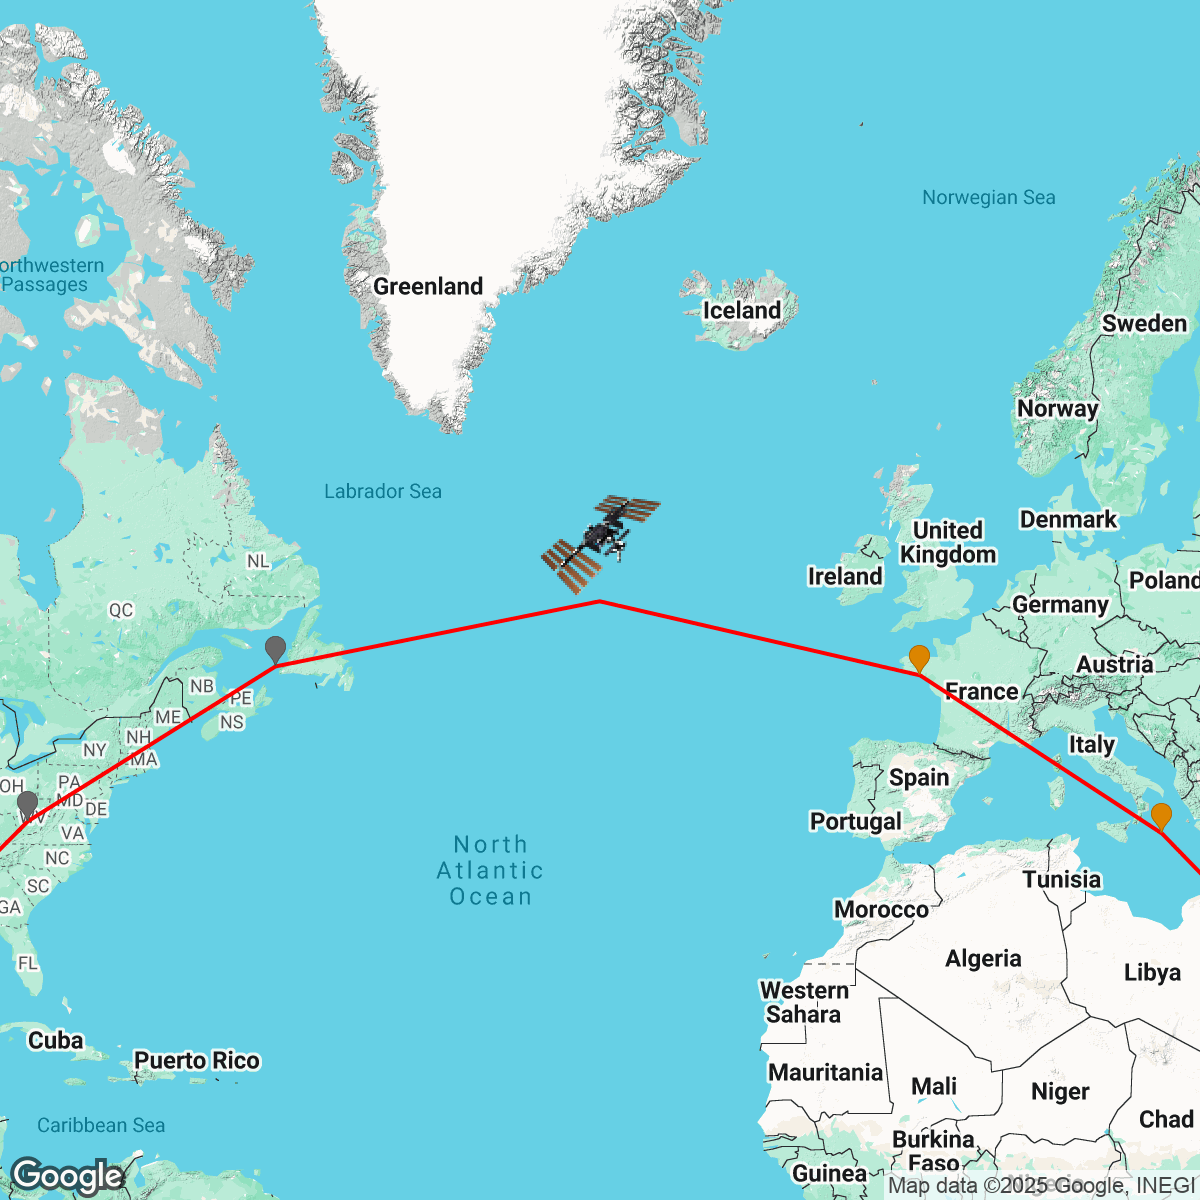 Norwegian Sea
orthwestern
Passages
Greenland
Iceland
Sweden
Norway
Labrador Sea
Denmark
United
Kingdom
NL
Ireland
Poland
QC
Germany
Austria
NB
PE
France
ME
NS
NH
Italy
NY
MA
Spain
OH
PA
MD
DE
WV
Portugal
VA
North
Atlantic
Ocean
NC
Tunisia
SC
GA
Morocco
Algeria
FL
Libya
Western
Sahara
Cuba
Puerto Rico
Mauritania
Mali
Niger
Chad
Caribbean Sea
Burkina
Faso
Guinea
Google
Map data ©2025 Google, INEGI